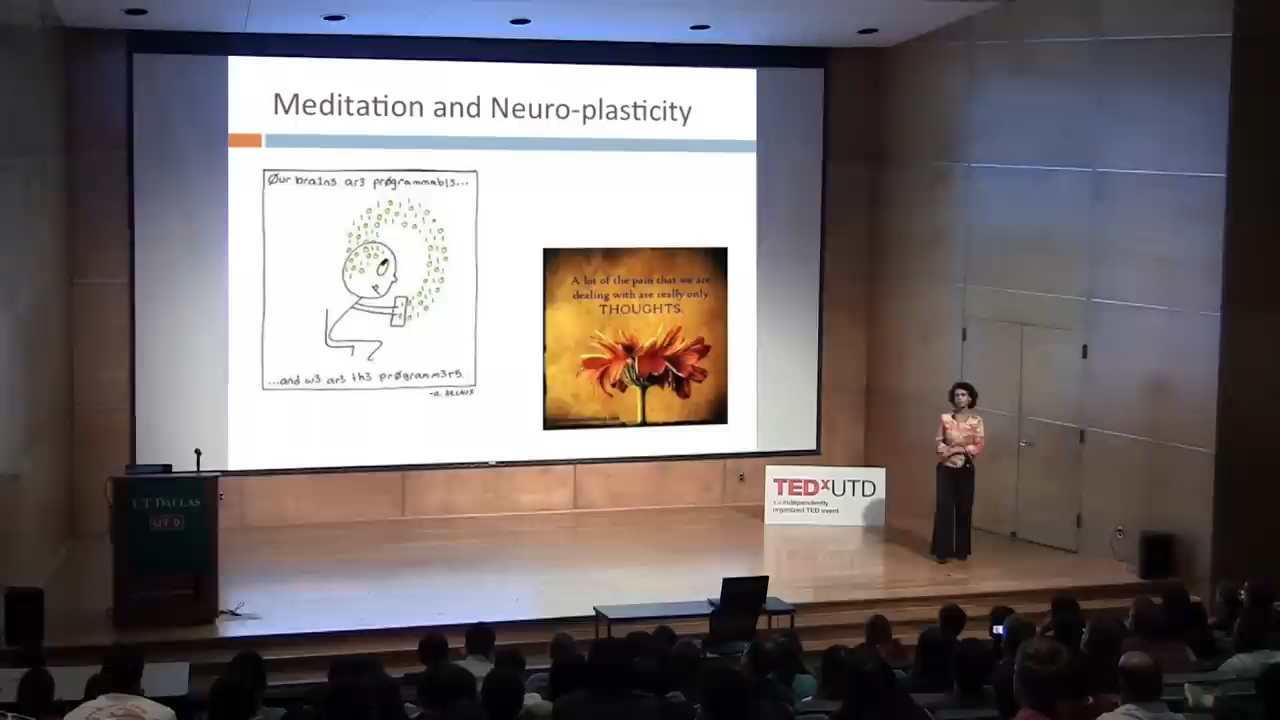 Meditation and Neuro-plasticity
Øur bra1ns ar3 prøgrammabl3...
...and w3 ar3 th3 prøgramm3rs
A lot of the pain that we are
dealing with are really only
THOUGHTS.
UT DALLAS
UTD
TEDxUTD
x = independently
organized TED event